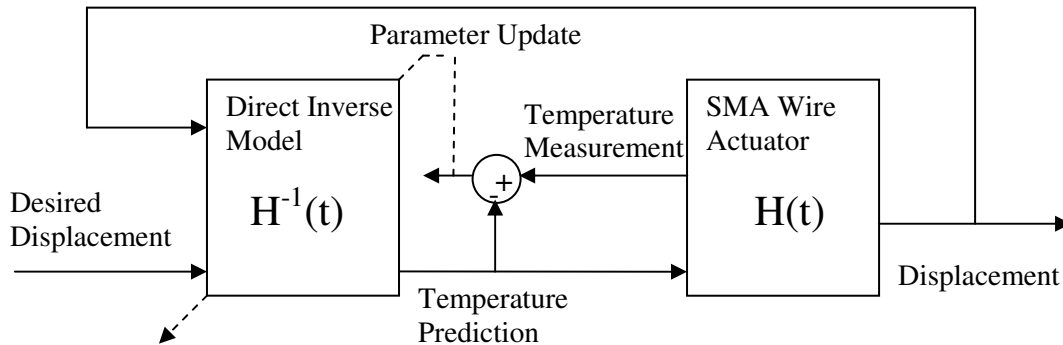 Parameter Update
Direct Inverse
Model
H⁻¹(t)
Temperature
Measurement
SMA Wire
Actuator
H(t)
+
-
Desired
Displacement
Temperature
Prediction
Displacement